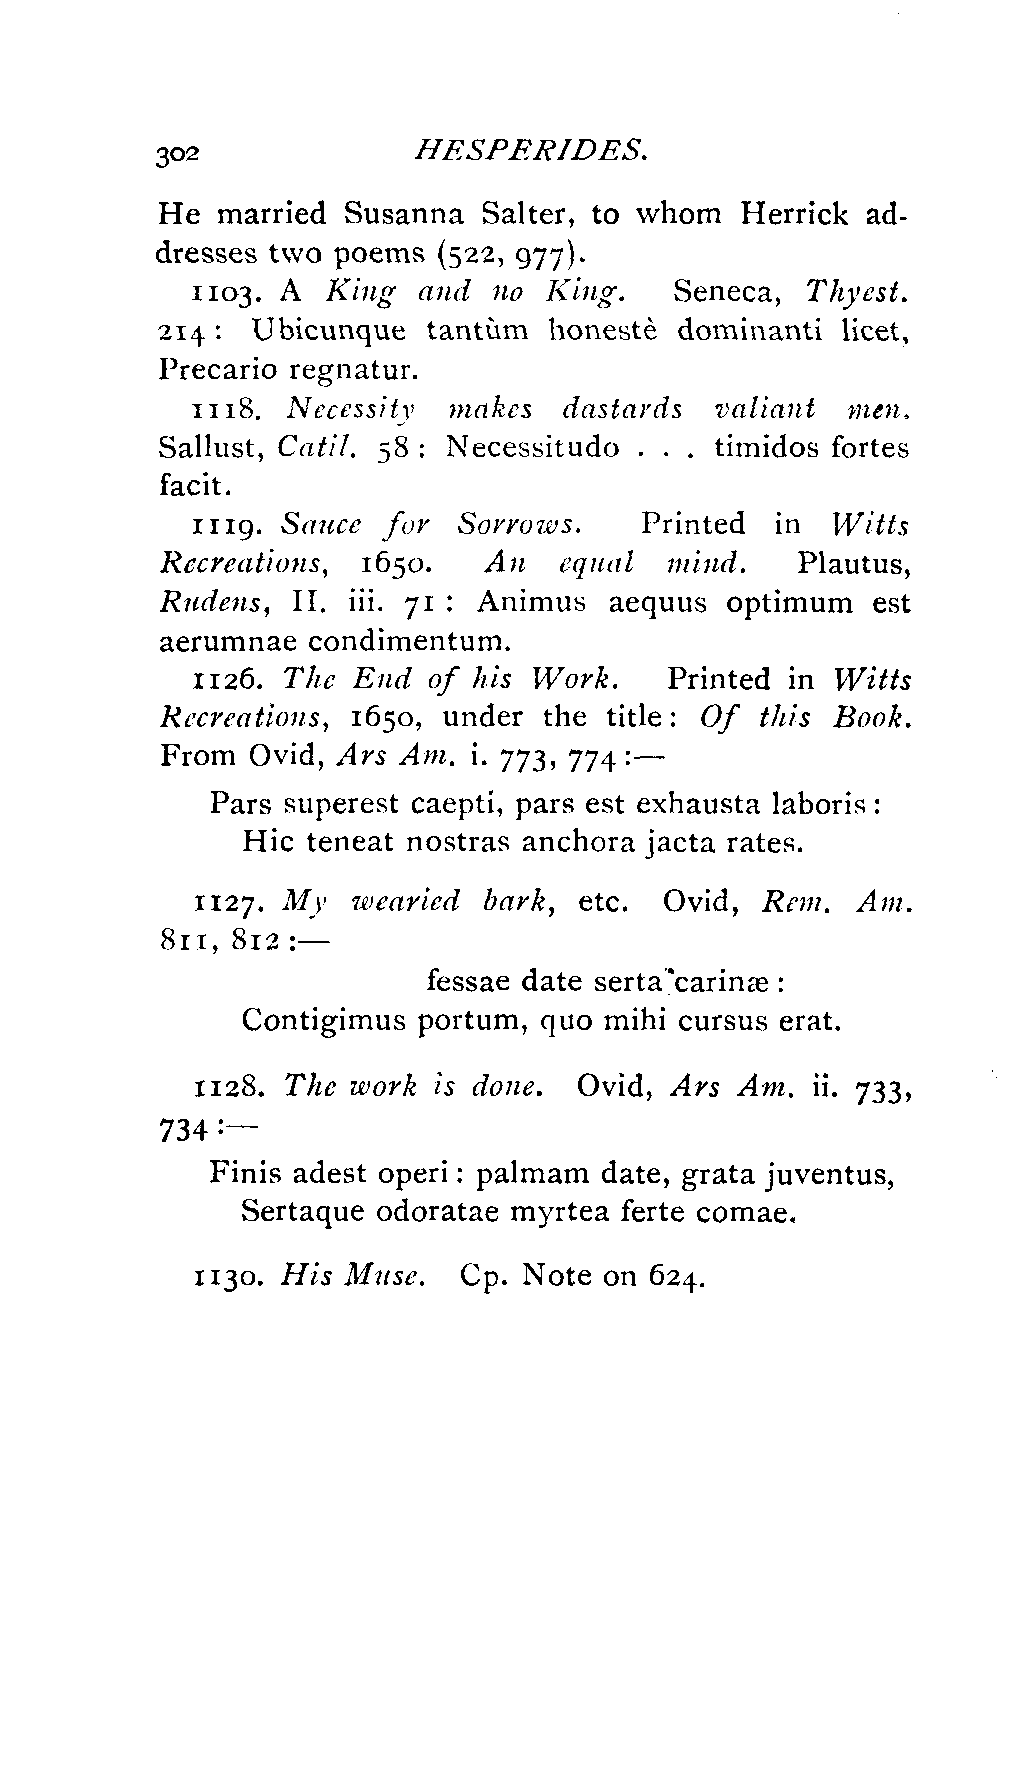 302 HESPERIDES.
He married Susanna Salter, to whom Herrick ad-
dresses two poems (522, 977).
1103. A King and no King. Seneca, Thyest.
214: Ubicunque tantùm honestè dominanti licet,
Precario regnatur.
1118. Necessity makes dastards valiant men.
Sallust, Catil. 58: Necessitudo . . . timidos fortes
facit.
1119. Sauce for Sorrows. Printed in Witts
Recreations, 1650. An equal mind. Plautus,
Rudens, II. iii. 71: Animus aequus optimum est
aerumnae condimentum.
1126. The End of his Work. Printed in Witts
Recreations, 1650, under the title: Of this Book.
From Ovid, Ars Am. i. 773, 774:—
Pars superest caepti, pars est exhausta laboris:
Hic teneat nostras anchora jacta rates.
1127. My wearied bark, etc. Ovid, Rem. Am.
811, 812:—
fessae date serta carinæ:
Contigimus portum, quo mihi cursus erat.
1128. The work is done. Ovid, Ars Am. ii. 733,
734:—
Finis adest operi: palmam date, grata juventus,
Sertaque odoratae myrtea ferte comae.
1130. His Muse. Cp. Note on 624.